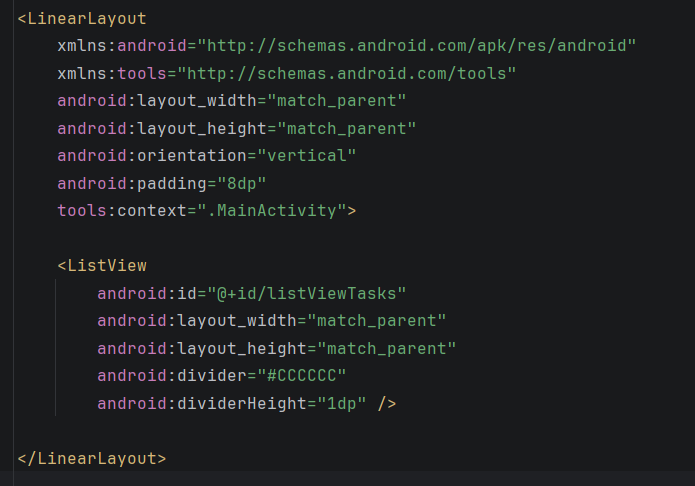 <LinearLayout
xmlns:android="http://schemas.android.com/apk/res/android"
xmlns:tools="http://schemas.android.com/tools"
android:layout_width="match_parent"
android:layout_height="match_parent"
android:orientation="vertical"
android:padding="8dp"
tools:context=".MainActivity">
<ListView
android:id="@+id/listViewTasks"
android:layout_width="match_parent"
android:layout_height="match_parent"
android:divider="#CCCCCC"
android:dividerHeight="1dp" />
</LinearLayout>